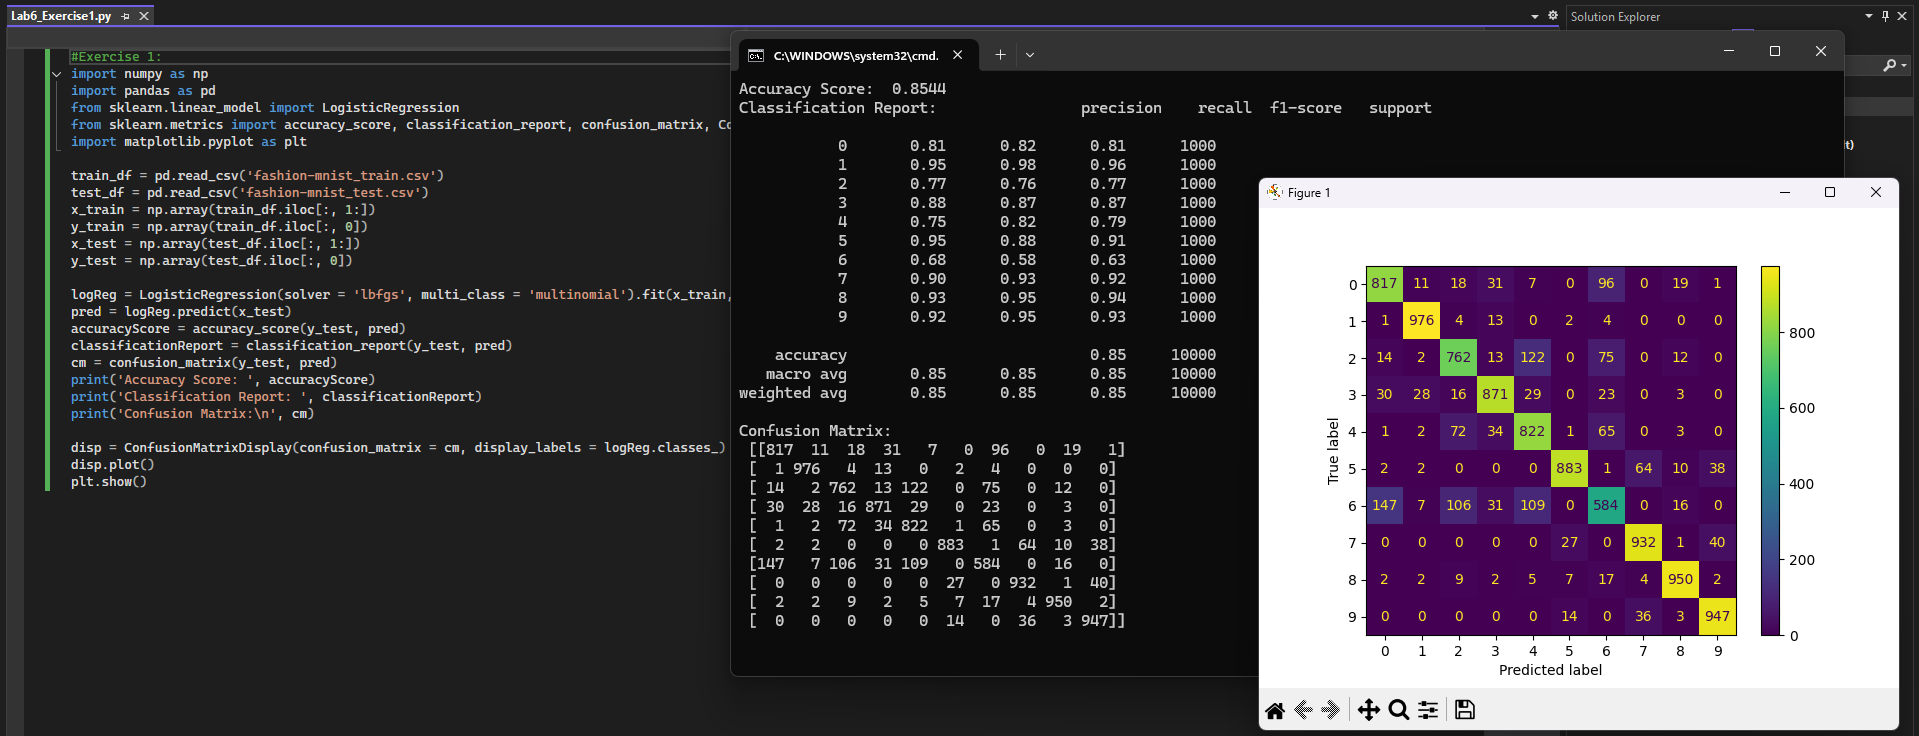 Lab6_Exercise1.py
Solution Explorer
#Exercise 1:
import numpy as np
import pandas as pd
from sklearn.linear_model import LogisticRegression
from sklearn.metrics import accuracy_score, classification_report, confusion_matrix, Co
import matplotlib.pyplot as plt
train_df = pd.read_csv('fashion-mnist_train.csv')
test_df = pd.read_csv('fashion-mnist_test.csv')
x_train = np.array(train_df.iloc[:, 1:])
y_train = np.array(train_df.iloc[:, 0])
x_test = np.array(test_df.iloc[:, 1:])
y_test = np.array(test_df.iloc[:, 0])
logReg = LogisticRegression(solver = 'lbfgs', multi_class = 'multinomial').fit(x_train,
pred = logReg.predict(x_test)
accuracyScore = accuracy_score(y_test, pred)
classificationReport = classification_report(y_test, pred)
cm = confusion_matrix(y_test, pred)
print('Accuracy Score: ', accuracyScore)
print('Classification Report: ', classificationReport)
print('Confusion Matrix:\n', cm)
disp = ConfusionMatrixDisplay(confusion_matrix = cm, display_labels = logReg.classes_)
disp.plot()
plt.show()
C:\WINDOWS\system32\cmd.
Accuracy Score:  0.8544
Classification Report:                precision    recall  f1-score   support
0       0.81      0.82      0.81      1000
1       0.95      0.98      0.96      1000
2       0.77      0.76      0.77      1000
3       0.88      0.87      0.87      1000
4       0.75      0.82      0.79      1000
5       0.95      0.88      0.91      1000
6       0.68      0.58      0.63      1000
7       0.90      0.93      0.92      1000
8       0.93      0.95      0.94      1000
9       0.92      0.95      0.93      1000
accuracy                           0.85     10000
macro avg       0.85      0.85      0.85     10000
weighted avg       0.85      0.85      0.85     10000
Confusion Matrix:
[[817  11  18  31   7   0  96   0  19   1]
[  1 976   4  13   0   2   4   0   0   0]
[ 14   2 762  13 122   0  75   0  12   0]
[ 30  28  16 871  29   0  23   0   3   0]
[  1   2  72  34 822   1  65   0   3   0]
[  2   2   0   0   0 883   1  64  10  38]
[147   7 106  31 109   0 584   0  16   0]
[  0   0   0   0   0  27   0 932   1  40]
[  2   2   9   2   5   7  17   4 950   2]
[  0   0   0   0   0  14   0  36   3 947]]
t)
Figure 1
True label
0 817 11 18 31 7 0 96 0 19 1
1 1 976 4 13 0 2 4 0 0 0
2 14 2 762 13 122 0 75 0 12 0
3 30 28 16 871 29 0 23 0 3 0
4 1 2 72 34 822 1 65 0 3 0
5 2 2 0 0 0 883 1 64 10 38
6 147 7 106 31 109 0 584 0 16 0
7 0 0 0 0 0 27 0 932 1 40
8 2 2 9 2 5 7 17 4 950 2
9 0 0 0 0 0 14 0 36 3 947
0 1 2 3 4 5 6 7 8 9
Predicted label
800
600
400
200
0